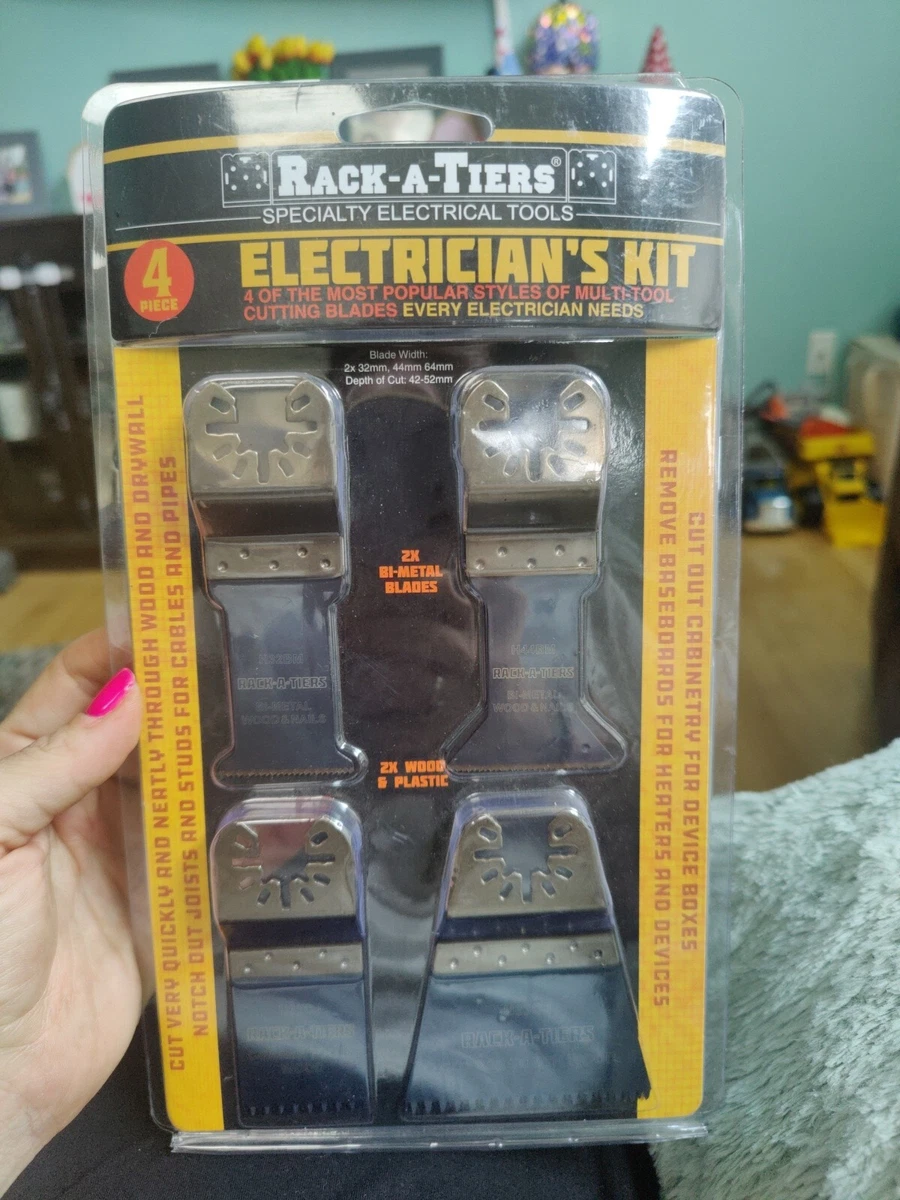 RACK-A-TIERS®
SPECIALTY ELECTRICAL TOOLS
4
PIECE
ELECTRICIAN'S KIT
4 OF THE MOST POPULAR STYLES OF MULTI-TOOL
CUTTING BLADES EVERY ELECTRICIAN NEEDS
Blade Width:
2x 32mm, 44mm 64mm
Depth of Cut: 42-52mm
CUT VERY QUICKLY AND NEATLY THROUGH WOOD AND DRYWALL
NOTCH OUT JOISTS AND STUDS FOR CABLES AND PIPES
2X
BI-METAL
BLADES
RACK-A-TIERS
BI-METAL
WOOD & NAILS
RACK-A-TIERS
BI-METAL
WOOD & NAILS
2X WOOD
& PLASTIC
RACK-A-TIERS
RACK-A-TIERS
CUT OUT CABINETRY FOR DEVICE BOXES
REMOVE BASEBOARDS FOR HEATERS AND DEVICES